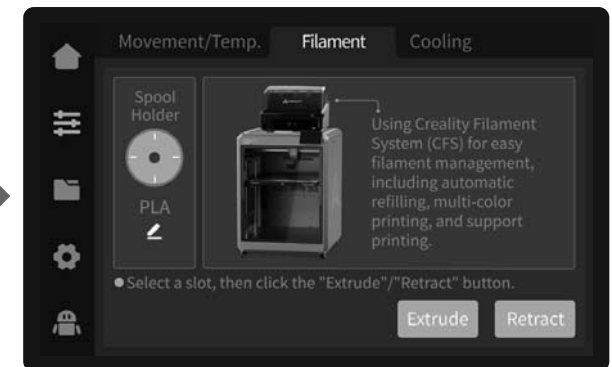 Movement/Temp.
Filament
Cooling
Spool
Holder
PLA
Using Creality Filament
System (CFS) for easy
filament management,
including automatic
refilling, multi-color
printing, and support
printing.
Select a slot, then click the "Extrude"/"Retract" button.
Extrude
Retract